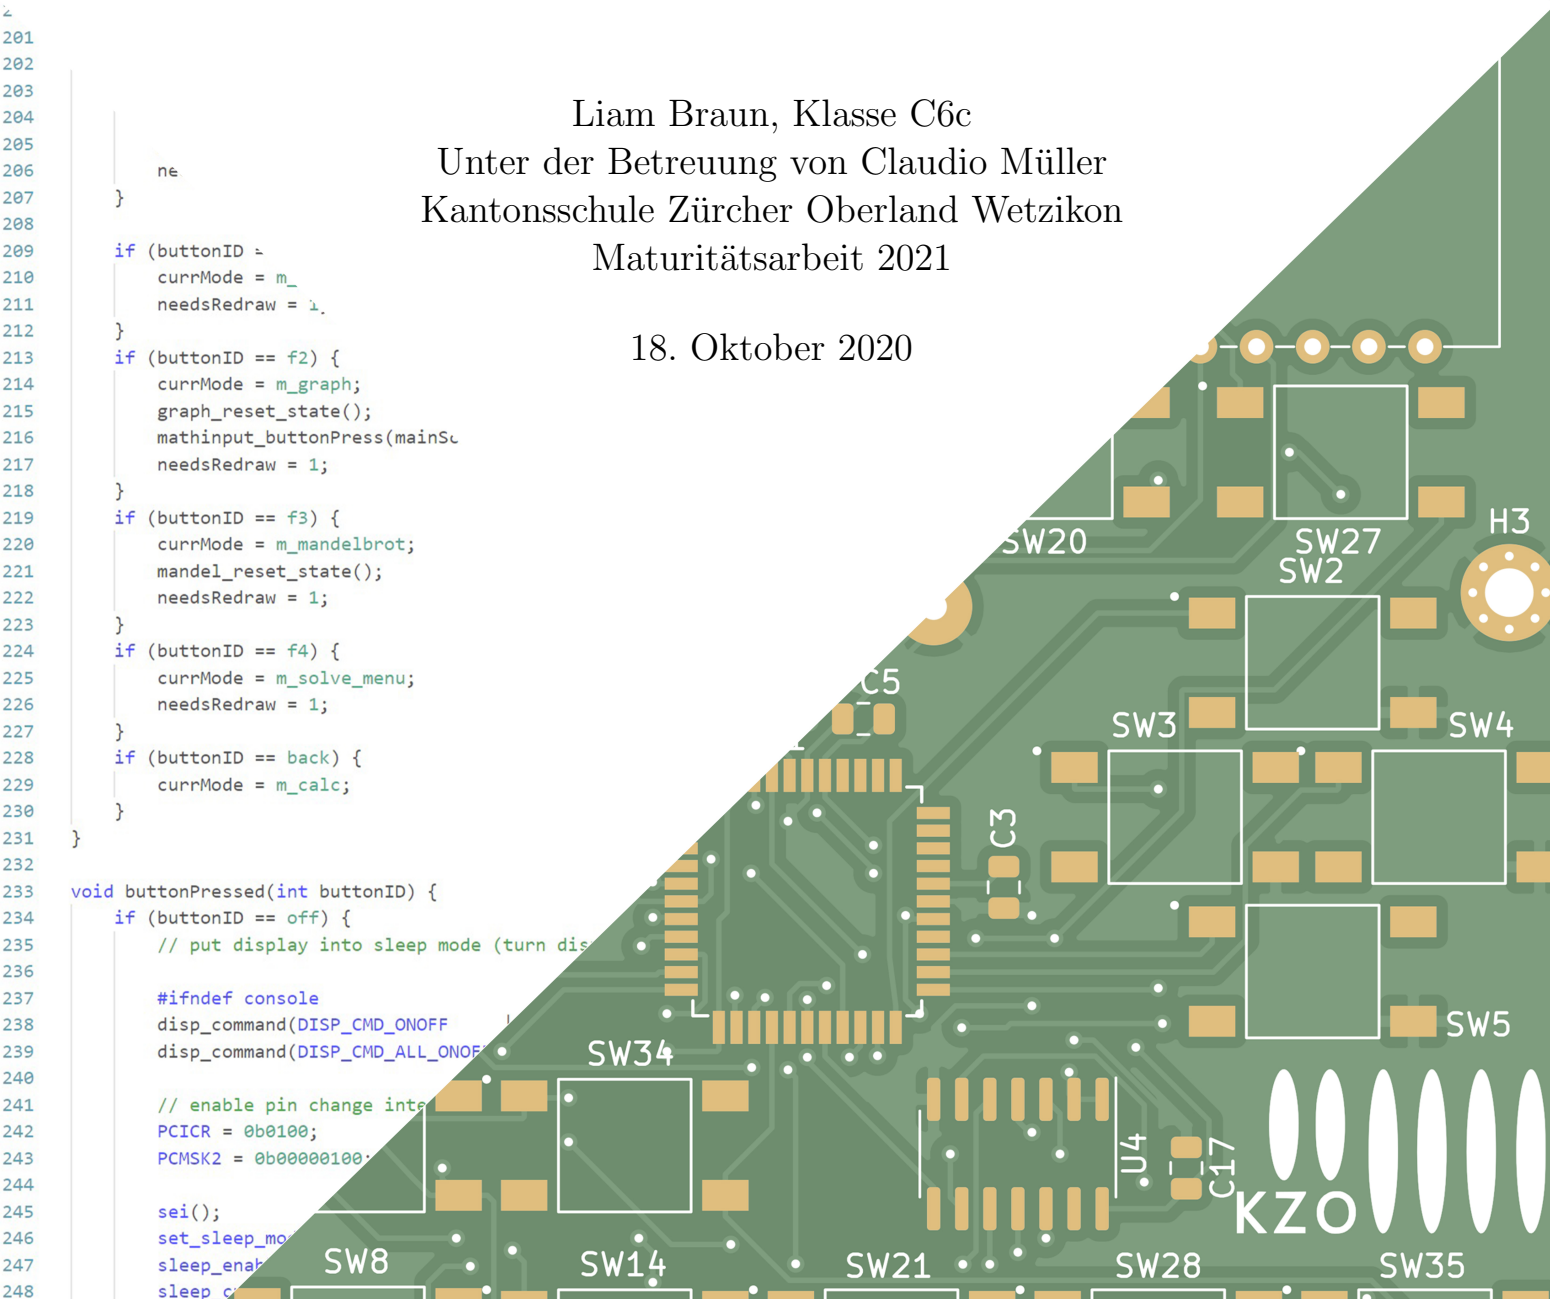 Liam Braun, Klasse C6c
Unter der Betreuung von Claudio Müller
Kantonsschule Zürcher Oberland Wetzikon
Maturitätsarbeit 2021
18. Oktober 2020
201
202
203
204
205
206 ne
207 }
208
209 if (buttonID
210 currMode = m_
211 needsRedraw =
212 }
213 if (buttonID == f2) {
214 currMode = m_graph;
215 graph_reset_state();
216 mathinput_buttonPress(mainSc
217 needsRedraw = 1;
218 }
219 if (buttonID == f3) {
220 currMode = m_mandelbrot;
221 mandel_reset_state();
222 needsRedraw = 1;
223 }
224 if (buttonID == f4) {
225 currMode = m_solve_menu;
226 needsRedraw = 1;
227 }
228 if (buttonID == back) {
229 currMode = m_calc;
230 }
231 }
232
233 void buttonPressed(int buttonID) {
234 if (buttonID == off) {
235 // put display into sleep mode (turn dis
236
237 #ifndef console
238 disp_command(DISP_CMD_ONOFF
239 disp_command(DISP_CMD_ALL_ONOF
240
241 // enable pin change inte
242 PCICR = 0b0100;
243 PCMSK2 = 0b00000100;
244
245 sei();
246 set_sleep_mo
247 sleep_enab
248 sleep_c
SW20
SW27
SW2
H3
C5
SW3
SW4
C3
SW5
SW34
U4
C17
KZO
SW8
SW14
SW21
SW28
SW35